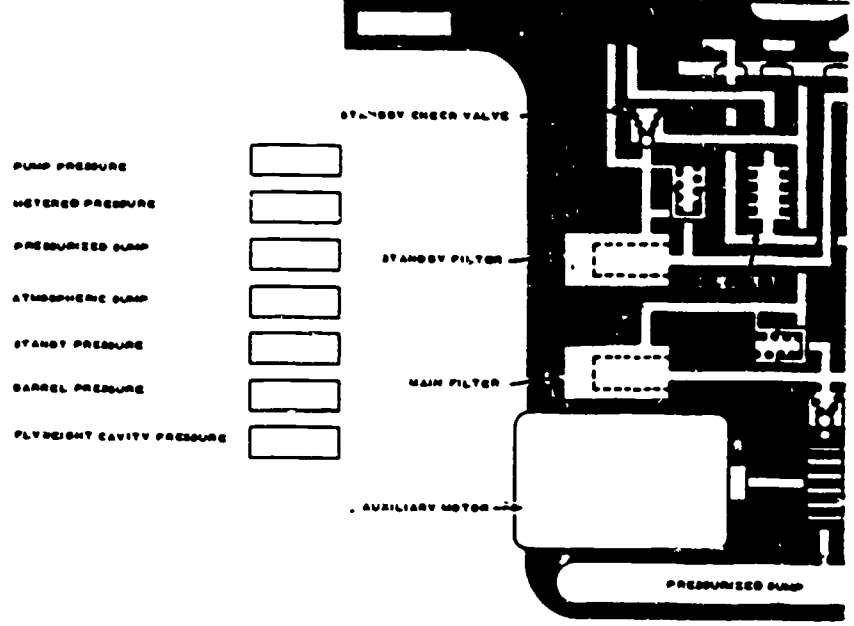 STANDBY CHECK VALVE
PUMP PRESSURE
METERED PRESSURE
PRESSURIZED SUMP
STANDBY FILTER
ATMOSPHERIC SUMP
STANDY PRESSURE
BARREL PRESSURE
MAIN FILTER
FLYWEIGHT CAVITY PRESSURE
AUXILIARY MOTOR
PRESSURIZED SUMP